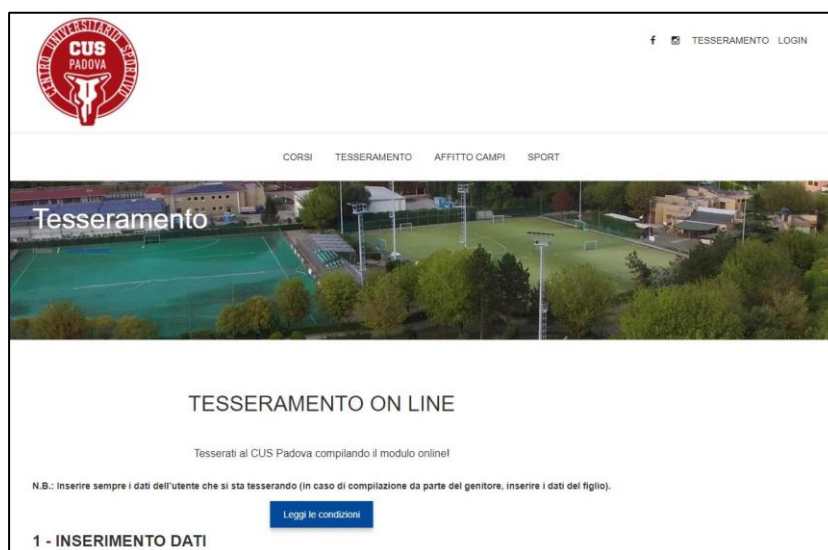 CENTRO UNIVERSITARIO SPORTIVO
CUS
PADOVA
TESSERAMENTO LOGIN
CORSI TESSERAMENTO AFFITTO CAMPI SPORT
Tesseramento
Home / Tesseramento
TESSERAMENTO ON LINE
Tesserati al CUS Padova compilando il modulo online!
N.B.: Inserire sempre i dati dell'utente che si sta tesserando (in caso di compilazione da parte del genitore, inserire i dati del figlio).
Leggi le condizioni
1 - INSERIMENTO DATI